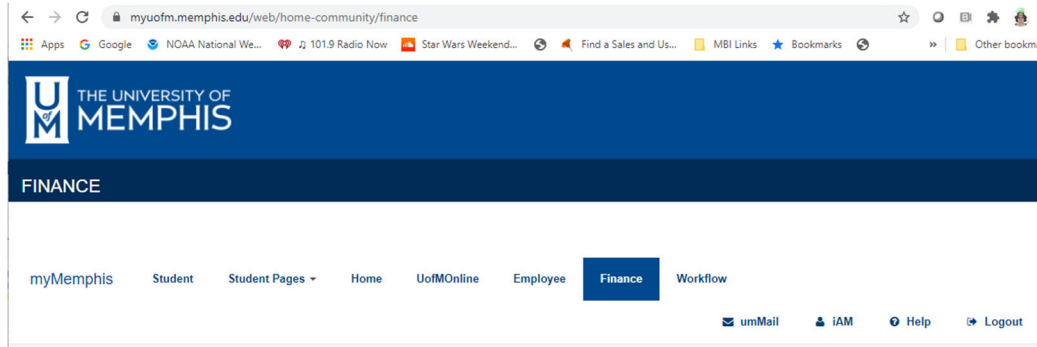 myuofm.memphis.edu/web/home-community/finance
Apps Google NOAA National We... 101.9 Radio Now Star Wars Weekend... Find a Sales and Us... MBI Links Bookmarks » Other bookm
UofM THE UNIVERSITY OF
MEMPHIS
FINANCE
myMemphis Student Student Pages Home UofMOnline Employee Finance Workflow
umMail iAM Help Logout